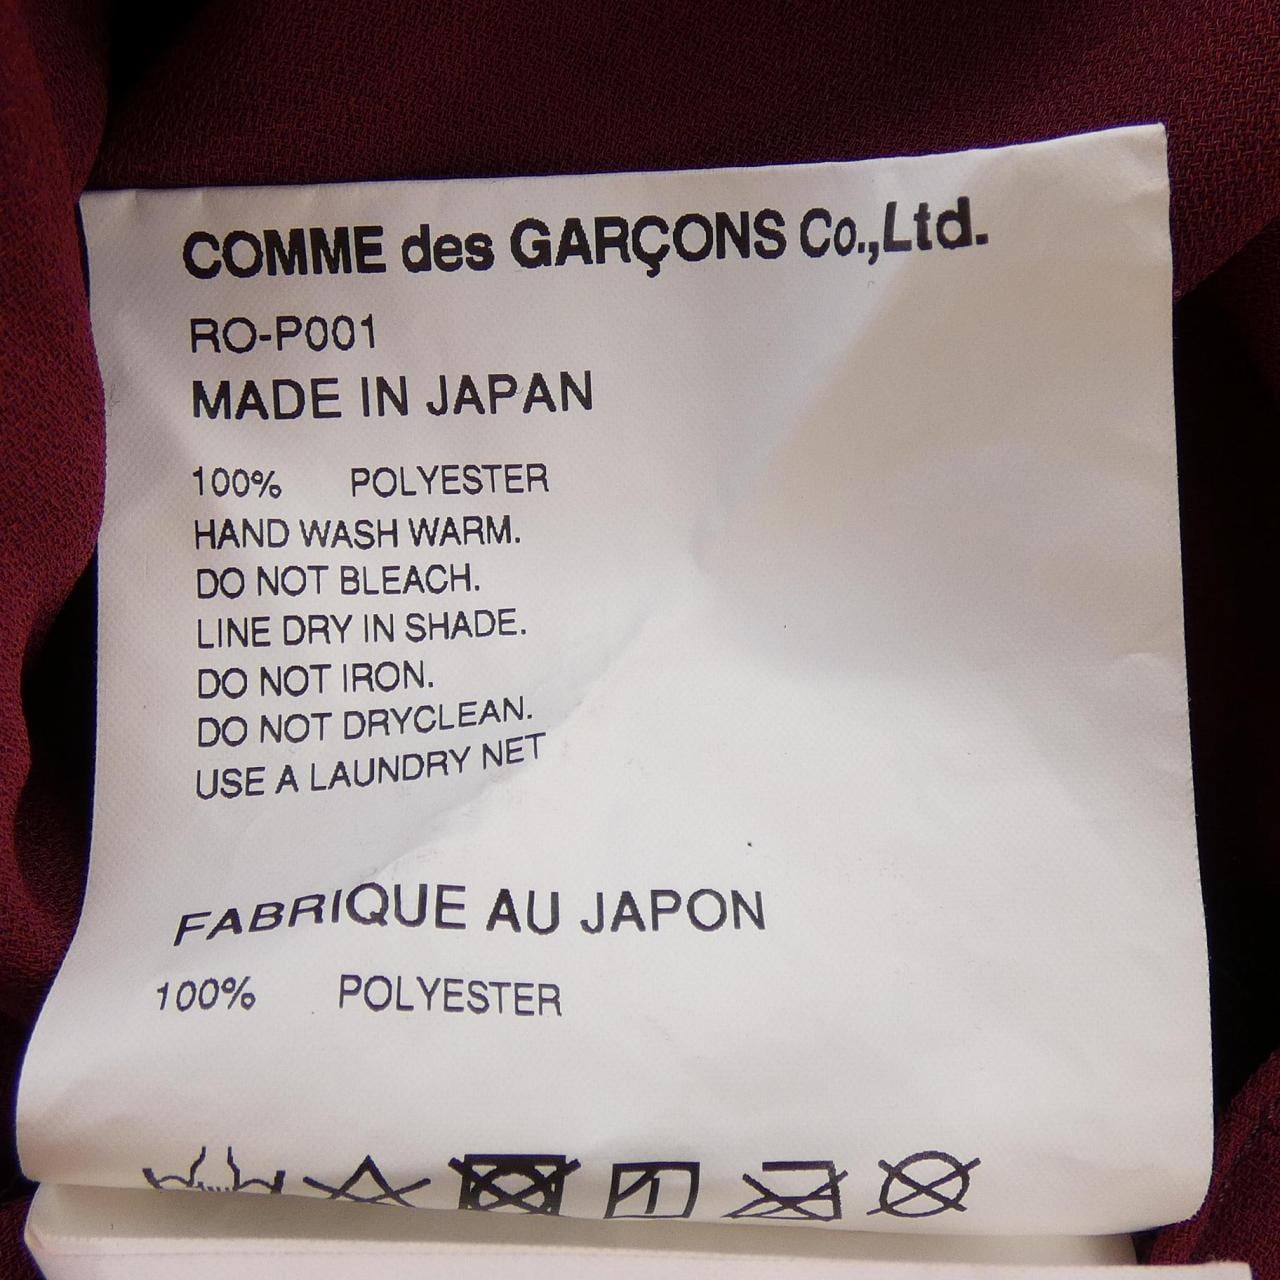 COMME des GARÇONS Co.,Ltd.
RO-P001
MADE IN JAPAN
100% POLYESTER
HAND WASH WARM.
DO NOT BLEACH.
LINE DRY IN SHADE.
DO NOT IRON.
DO NOT DRYCLEAN.
USE A LAUNDRY NET
FABRIQUE AU JAPON
100% POLYESTER